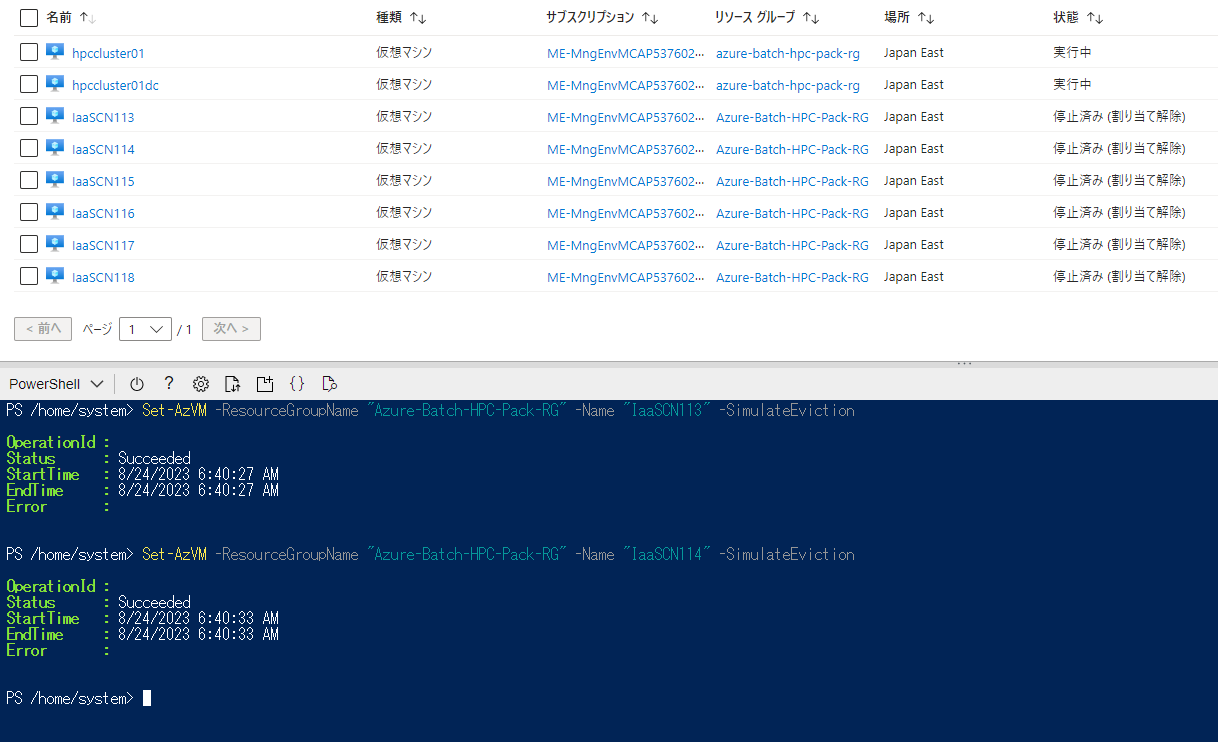 名前 ↑↓ 種類 ↑↓ サブスクリプション ↑↓ リソース グループ ↑↓ 場所 ↑↓ 状態 ↑↓
hpccluster01 仮想マシン ME-MngEnvMCAP537602... azure-batch-hpc-pack-rg Japan East 実行中
hpccluster01dc 仮想マシン ME-MngEnvMCAP537602... azure-batch-hpc-pack-rg Japan East 実行中
IaaSCN113 仮想マシン ME-MngEnvMCAP537602... Azure-Batch-HPC-Pack-RG Japan East 停止済み (割り当て解除)
IaaSCN114 仮想マシン ME-MngEnvMCAP537602... Azure-Batch-HPC-Pack-RG Japan East 停止済み (割り当て解除)
IaaSCN115 仮想マシン ME-MngEnvMCAP537602... Azure-Batch-HPC-Pack-RG Japan East 停止済み (割り当て解除)
IaaSCN116 仮想マシン ME-MngEnvMCAP537602... Azure-Batch-HPC-Pack-RG Japan East 停止済み (割り当て解除)
IaaSCN117 仮想マシン ME-MngEnvMCAP537602... Azure-Batch-HPC-Pack-RG Japan East 停止済み (割り当て解除)
IaaSCN118 仮想マシン ME-MngEnvMCAP537602... Azure-Batch-HPC-Pack-RG Japan East 停止済み (割り当て解除)
< 前へ ページ 1 / 1 次へ >
PowerShell ? {}
PS /home/system> Set-AzVM -ResourceGroupName "Azure-Batch-HPC-Pack-RG" -Name "IaaSCN113" -SimulateEviction
OperationId :
Status : Succeeded
StartTime : 8/24/2023 6:40:27 AM
EndTime : 8/24/2023 6:40:27 AM
Error :
PS /home/system> Set-AzVM -ResourceGroupName "Azure-Batch-HPC-Pack-RG" -Name "IaaSCN114" -SimulateEviction
OperationId :
Status : Succeeded
StartTime : 8/24/2023 6:40:33 AM
EndTime : 8/24/2023 6:40:33 AM
Error :
PS /home/system>